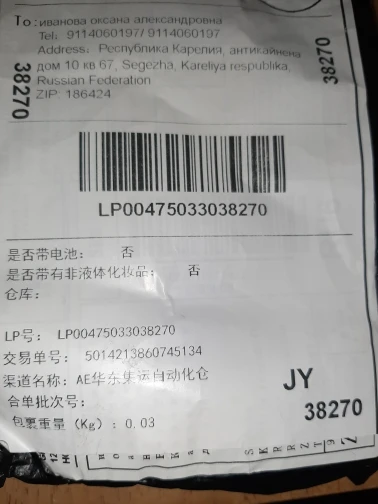 To:иванова оксана александровна
Tel: 91140601977 9114060197
Address: Республика Карелия, антикайнена
дом 10 кв 67, Segezha, Kareliya respublika,
Russian Federation
ZIP: 186424
38270
38270
LP00475033038270
是否带电池： 否
是否带有非液体化妆品： 否
仓库：
LP号： LP00475033038270
交易单号： 5014213860745134
渠道名称： AE华东集运自动化仓
合单批次号：
JY
38270
包裹重量（Kg）: 0.03